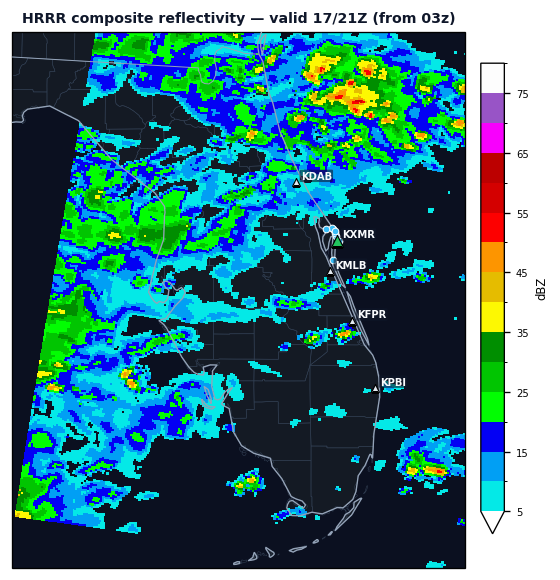 HRRR composite reflectivity — valid 17/21Z (from 03z)
KDAB
KXMR
KMLB
KFPR
KPBI
75
65
55
45
35
25
15
5
dBZ